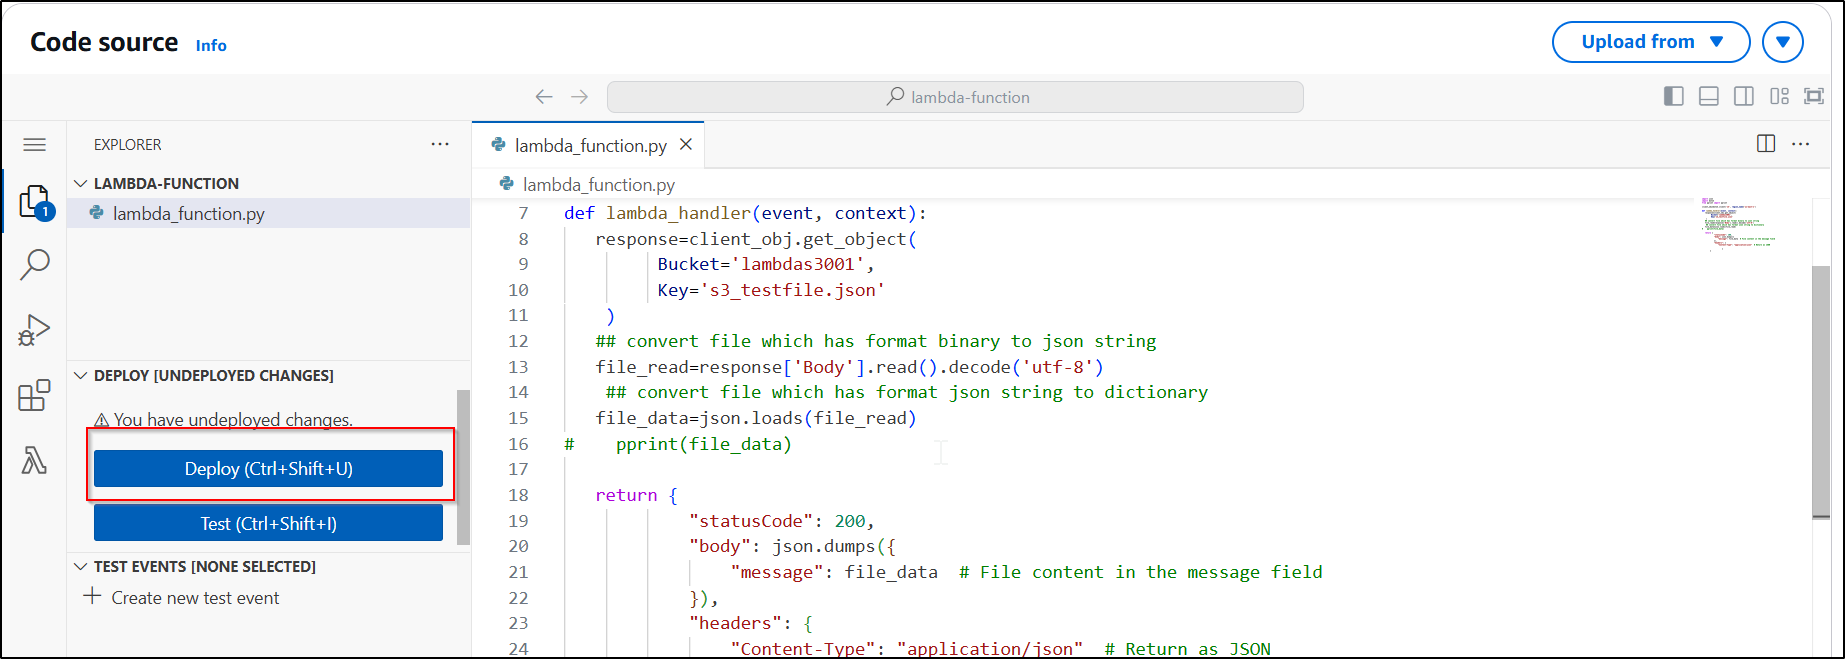 Code source Info
Upload from
lambda-function
EXPLORER
LAMBDA-FUNCTION
lambda_function.py
1
DEPLOY [UNDEPLOYED CHANGES]
You have undeployed changes.
Deploy (Ctrl+Shift+U)
Test (Ctrl+Shift+I)
TEST EVENTS [NONE SELECTED]
Create new test event
lambda_function.py
lambda_function.py
7 def lambda_handler(event, context):
8 response=client_obj.get_object(
9 Bucket='lambdas3001',
10 Key='s3_testfile.json'
11 )
12 ## convert file which has format binary to json string
13 file_read=response['Body'].read().decode('utf-8')
14 ## convert file which has format json string to dictionary
15 file_data=json.loads(file_read)
16 # pprint(file_data)
17
18 return {
19 "statusCode": 200,
20 "body": json.dumps({
21 "message": file_data # File content in the message field
22 }),
23 "headers": {
24 "Content-Type": "application/json" # Return as JSON